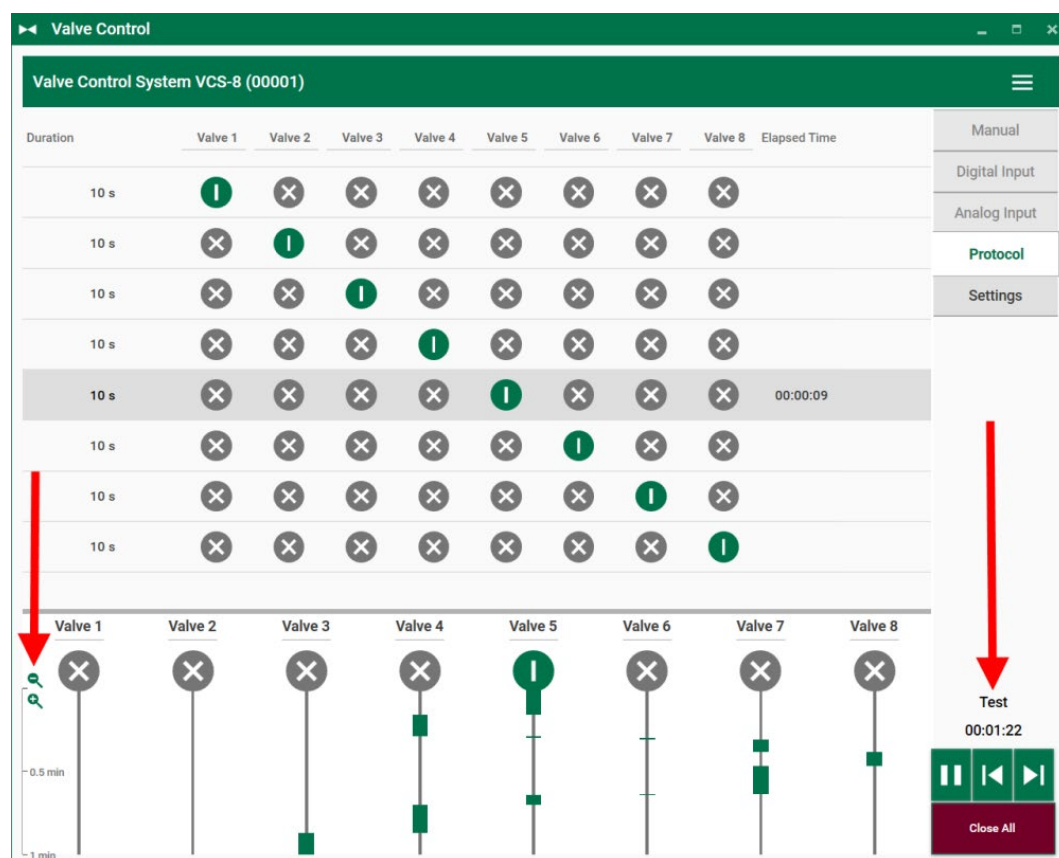 Valve Control
Valve Control System VCS-8 (00001)
Duration Valve 1 Valve 2 Valve 3 Valve 4 Valve 5 Valve 6 Valve 7 Valve 8 Elapsed Time
10 s
10 s
10 s
10 s
10 s 00:00:09
10 s
10 s
10 s
Manual
Digital Input
Analog Input
Protocol
Settings
Valve 1 Valve 2 Valve 3 Valve 4 Valve 5 Valve 6 Valve 7 Valve 8
0.5 min
1 min
Test
00:01:22
Close All